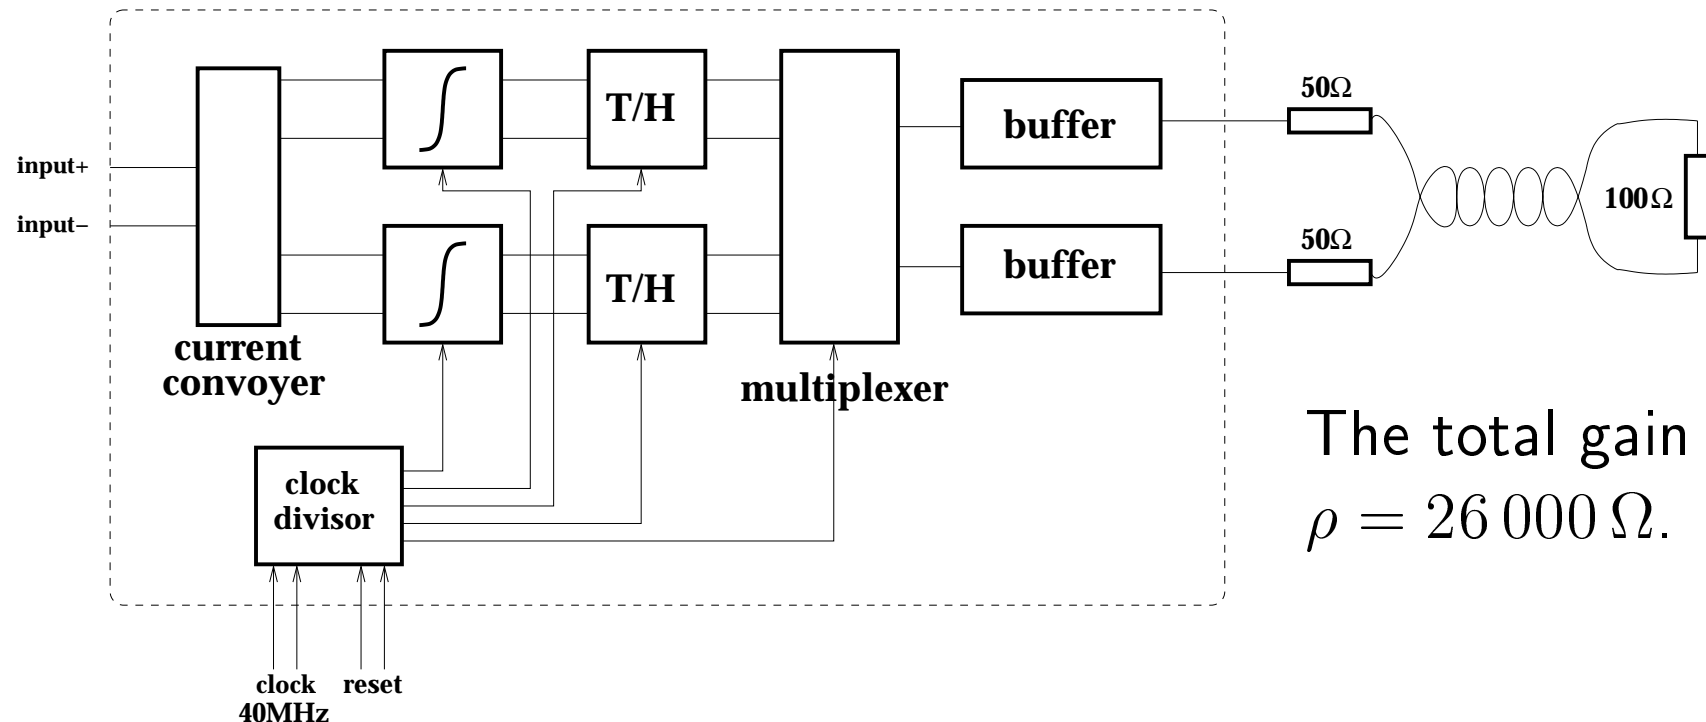 input+
input−
current
convoyer
T/H
T/H
multiplexer
buffer
buffer
50Ω
50Ω
100Ω
clock
divisor
clock
40MHz
reset
The total gain
ρ = 26 000 Ω.